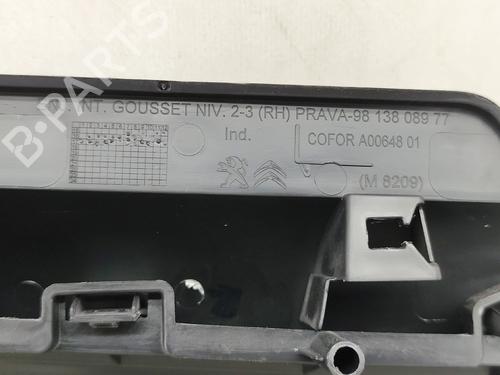 NT. GOUSSET NIV. 2-3 (RH) PRAVA-98 138 089 77
Ind.
COFOR A00648 01
(M 8209)
B-PARTS